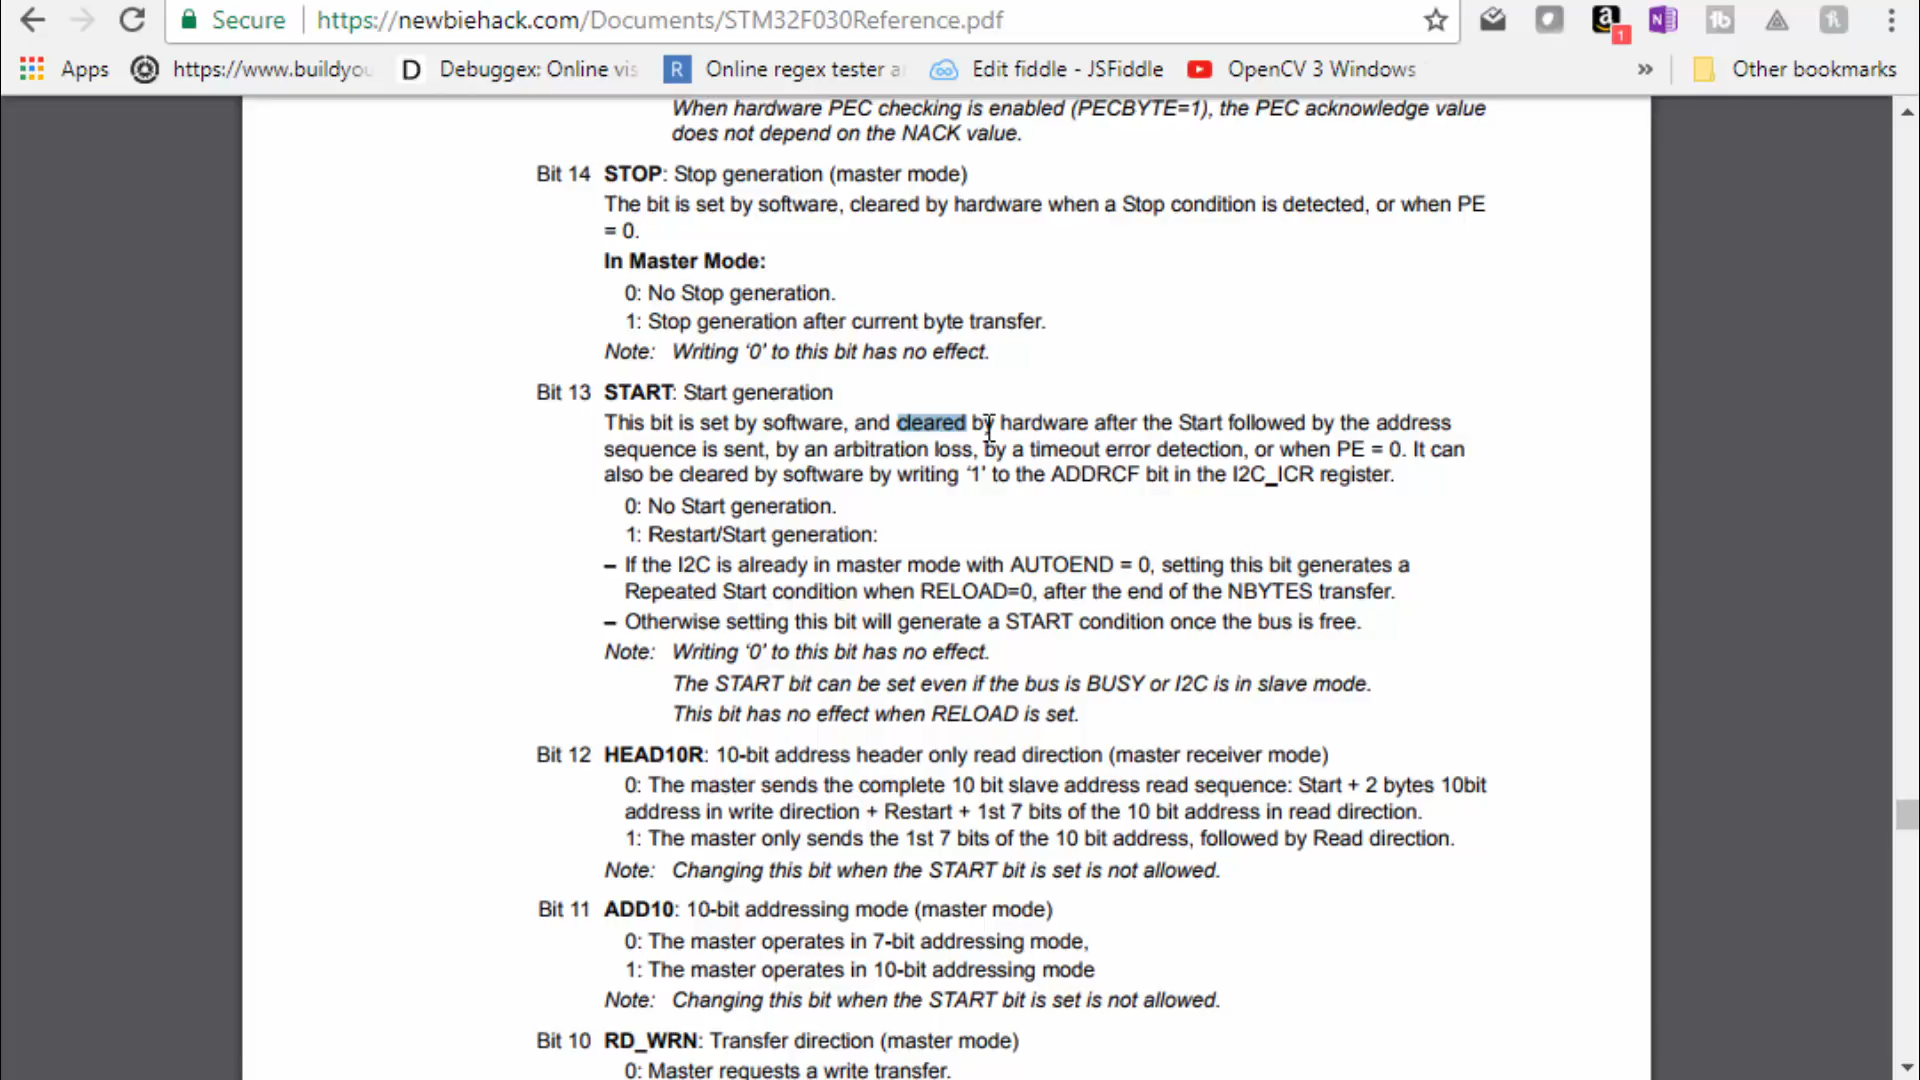 Secure https://newbiehack.com/Documents/STM32F030Reference.pdf
1
Apps https://www.buildyou D Debuggex: Online vis R Online regex tester a Edit fiddle - JSFiddle OpenCV 3 Windows » Other bookmarks
When hardware PEC checking is enabled (PECBYTE=1), the PEC acknowledge value
does not depend on the NACK value.
Bit 14 STOP: Stop generation (master mode)
The bit is set by software, cleared by hardware when a Stop condition is detected, or when PE
= 0.
In Master Mode:
0: No Stop generation.
1: Stop generation after current byte transfer.
Note: Writing ‘0’ to this bit has no effect.
Bit 13 START: Start generation
This bit is set by software, and cleared by hardware after the Start followed by the address
sequence is sent, by an arbitration loss, by a timeout error detection, or when PE = 0. It can
also be cleared by software by writing ‘1’ to the ADDRCF bit in the I2C_ICR register.
0: No Start generation.
1: Restart/Start generation:
– If the I2C is already in master mode with AUTOEND = 0, setting this bit generates a
Repeated Start condition when RELOAD=0, after the end of the NBYTES transfer.
– Otherwise setting this bit will generate a START condition once the bus is free.
Note: Writing ‘0’ to this bit has no effect.
The START bit can be set even if the bus is BUSY or I2C is in slave mode.
This bit has no effect when RELOAD is set.
Bit 12 HEAD10R: 10-bit address header only read direction (master receiver mode)
0: The master sends the complete 10 bit slave address read sequence: Start + 2 bytes 10bit
address in write direction + Restart + 1st 7 bits of the 10 bit address in read direction.
1: The master only sends the 1st 7 bits of the 10 bit address, followed by Read direction.
Note: Changing this bit when the START bit is set is not allowed.
Bit 11 ADD10: 10-bit addressing mode (master mode)
0: The master operates in 7-bit addressing mode,
1: The master operates in 10-bit addressing mode
Note: Changing this bit when the START bit is set is not allowed.
Bit 10 RD_WRN: Transfer direction (master mode)
0: Master requests a write transfer.